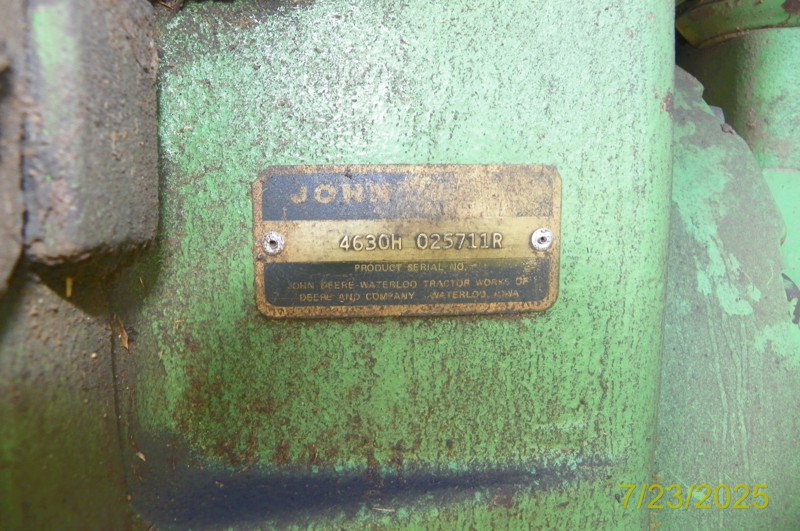 JOHN
4630H 025711R
PRODUCT SERIAL NO.
JOHN DEERE WATERLOO TRACTOR WORKS OF
DEERE AND COMPANY WATERLOO, IOWA
7/23/2025